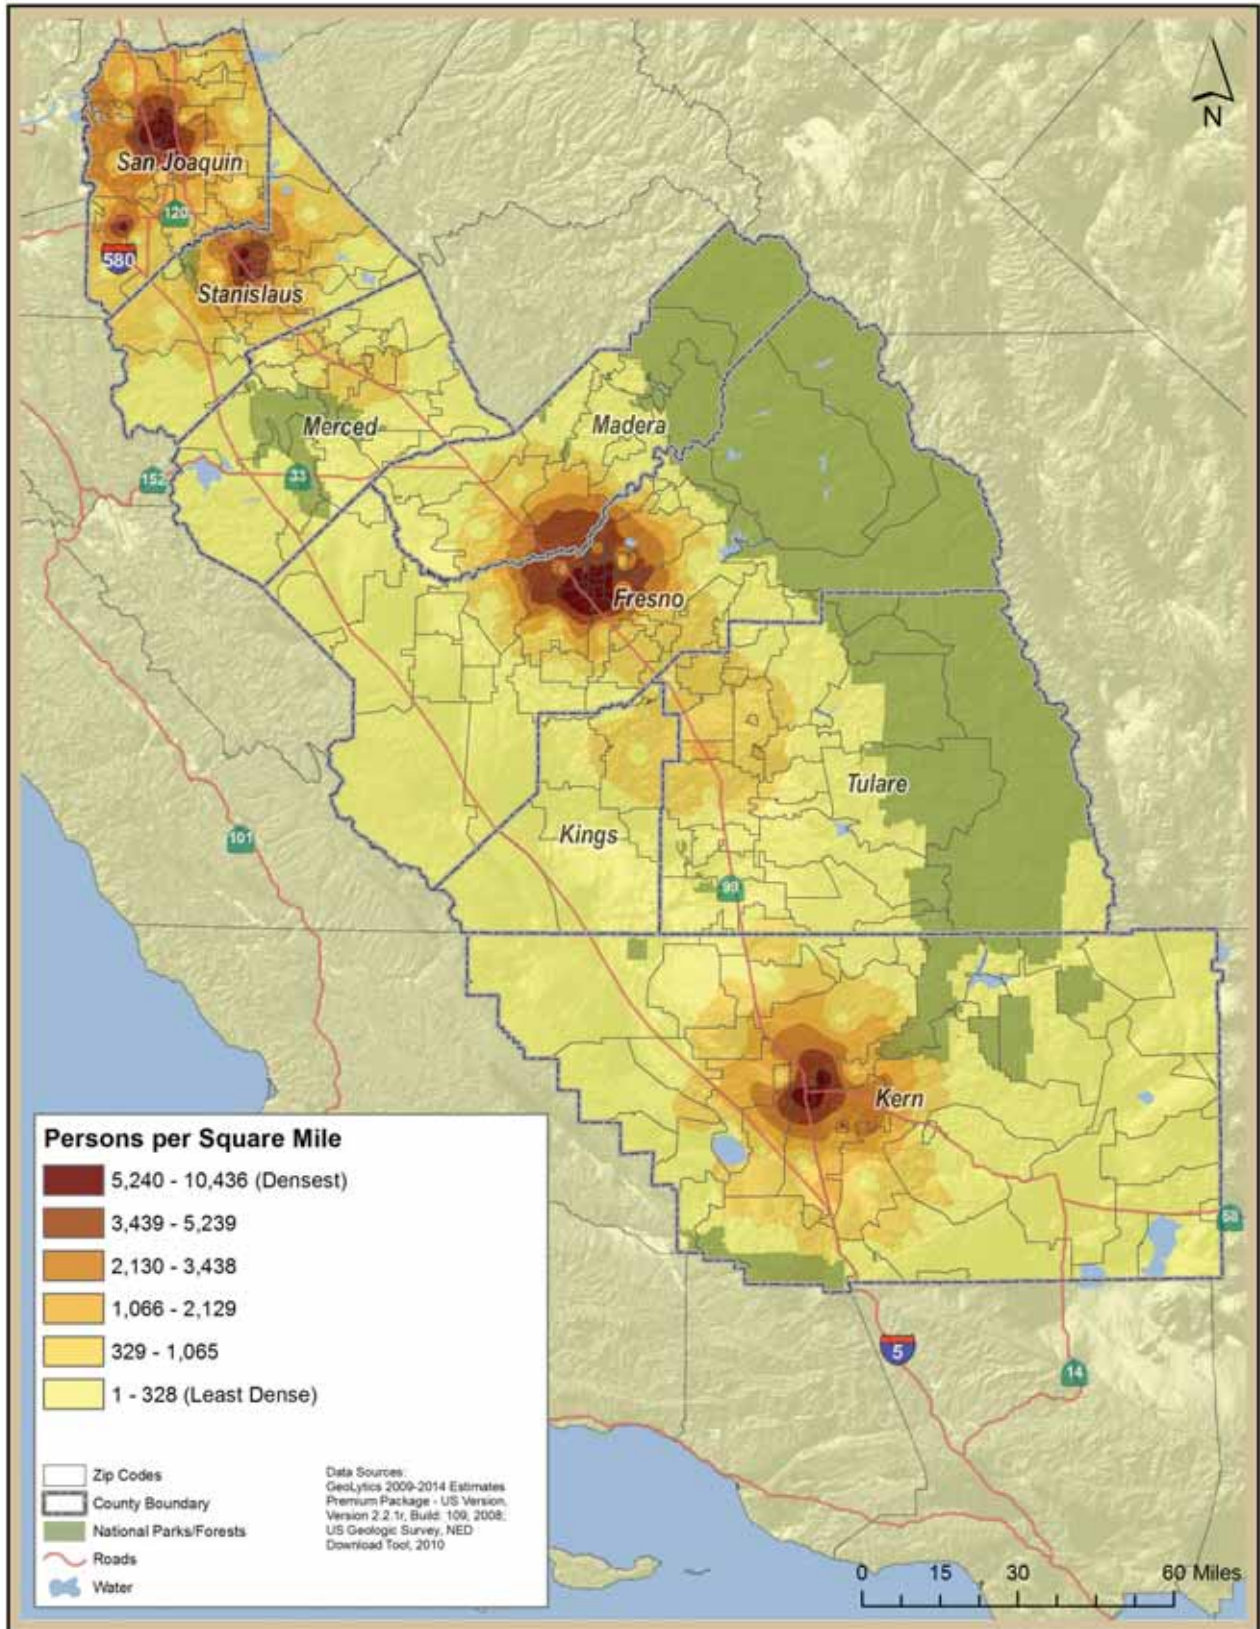 N
San Joaquin
120
580
Stanislaus
Merced
Madera
152
33
Fresno
Tulare
101
Kings
99
Kern
58
5
14
Persons per Square Mile
5,240 - 10,436 (Densest)
3,439 - 5,239
2,130 - 3,438
1,066 - 2,129
329 - 1,065
1 - 328 (Least Dense)
Zip Codes
County Boundary
National Parks/Forests
Roads
Water
Data Sources:
GeoLytics 2009-2014 Estimates
Premium Package - US Version,
Version 2.2.1r, Build: 109, 2008;
US Geologic Survey, NED
Download Tool, 2010
0 15 30 60 Miles